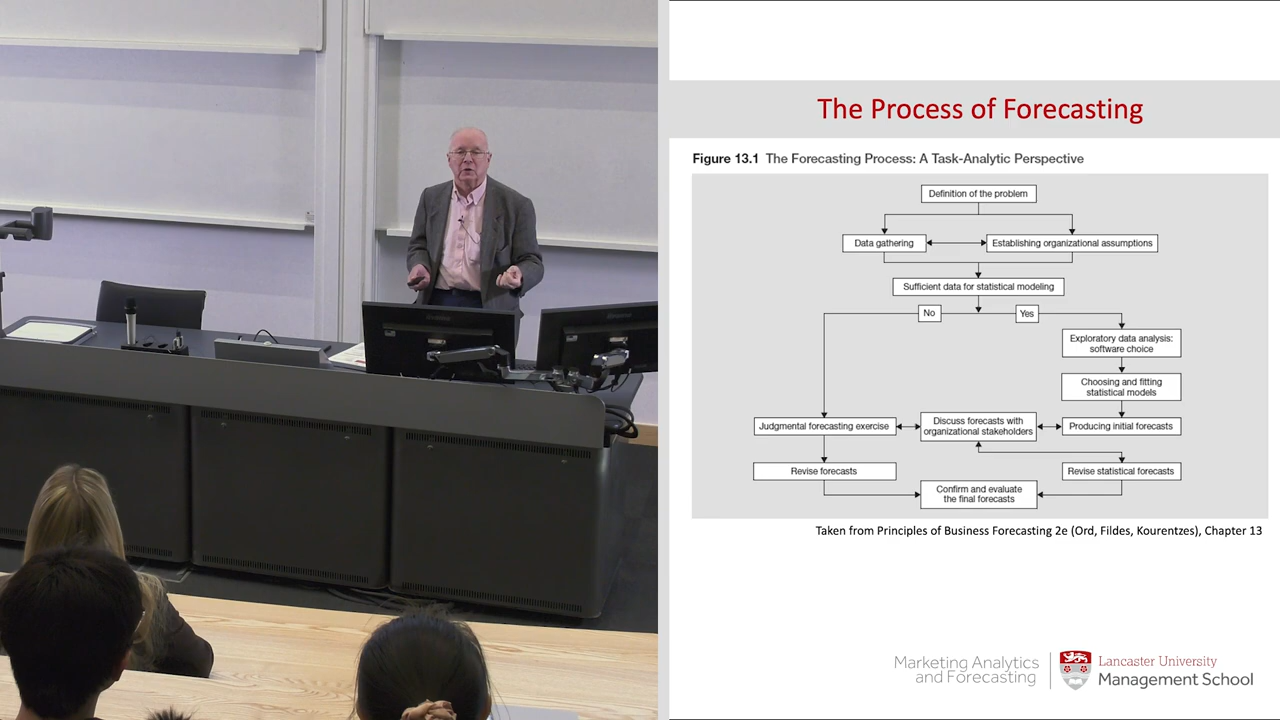 The Process of Forecasting
Figure 13.1 The Forecasting Process: A Task-Analytic Perspective
Definition of the problem
Data gathering
Establishing organizational assumptions
Sufficient data for statistical modeling
No
Yes
Exploratory data analysis:
software choice
Choosing and fitting
statistical models
Judgmental forecasting exercise
Discuss forecasts with
organizational stakeholders
Producing initial forecasts
Revise forecasts
Revise statistical forecasts
Confirm and evaluate
the final forecasts
Taken from Principles of Business Forecasting 2e (Ord, Fildes, Kourentzes), Chapter 13
Marketing Analytics
and Forecasting
Lancaster University
Management School